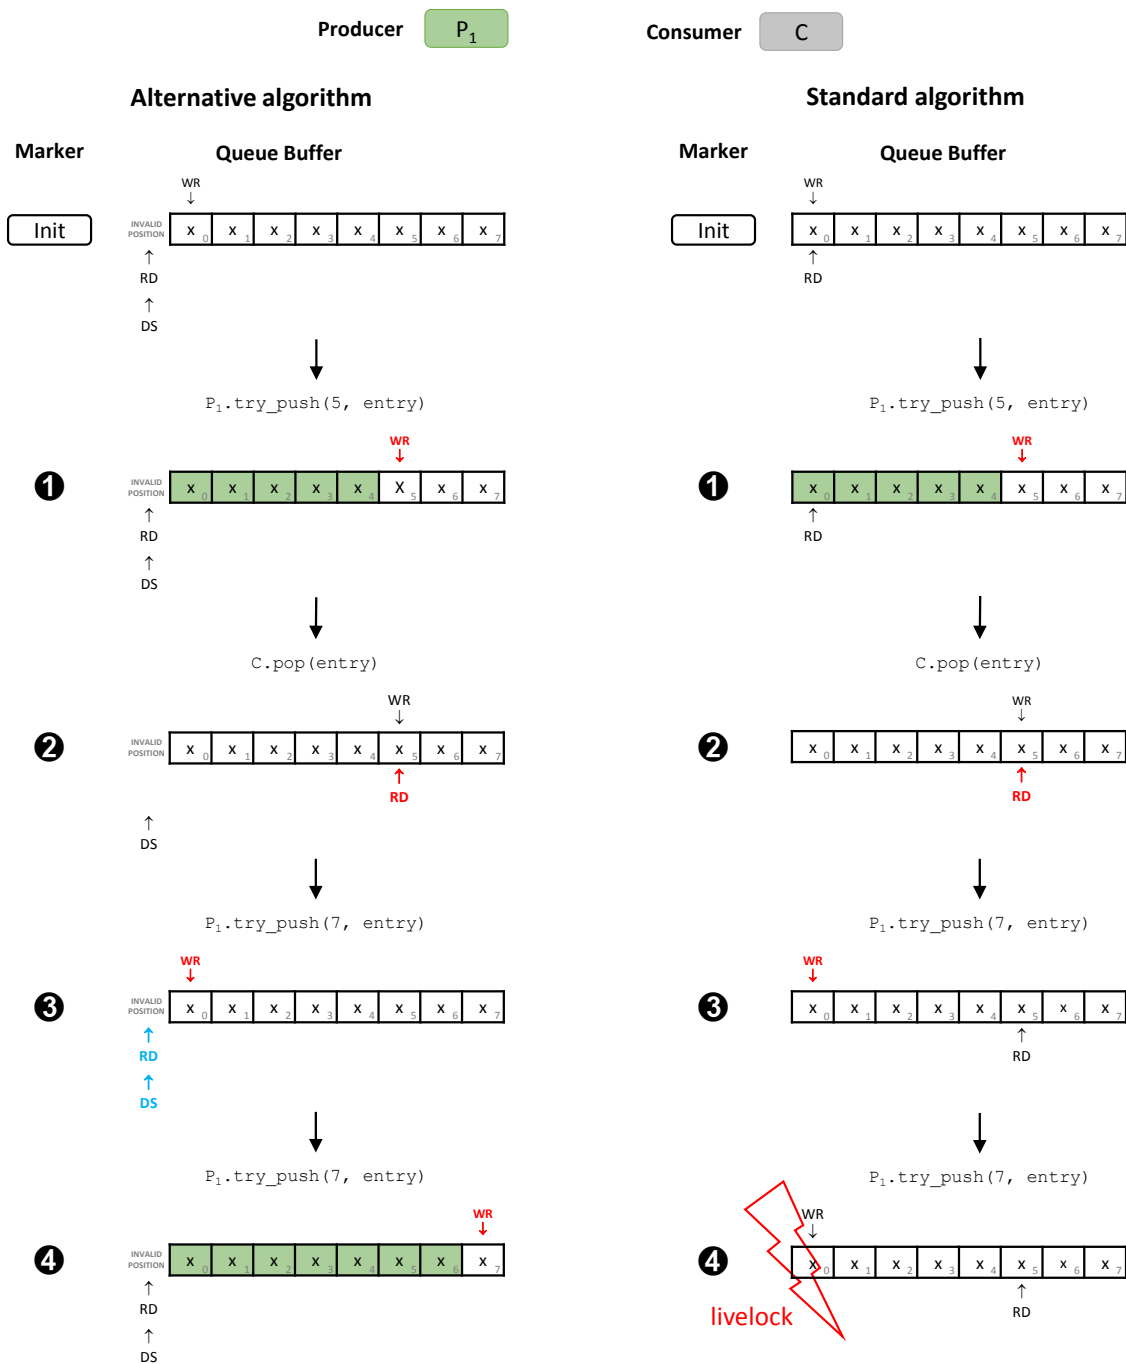 Producer P1 Consumer C
Alternative algorithm Standard algorithm
Marker Queue Buffer Marker Queue Buffer
WR WR
Init INVALID POSITION x 0 x 1 x 2 x 3 x 4 x 5 x 6 x 7 Init x 0 x 1 x 2 x 3 x 4 x 5 x 6 x 7
RD RD
DS
P1.try_push(5, entry) P1.try_push(5, entry)
WR WR
1 INVALID POSITION x 0 x 1 x 2 x 3 x 4 X 5 x 6 x 7 1 x 0 x 1 x 2 x 3 x 4 x 5 x 6 x 7
RD RD
DS
C.pop(entry) C.pop(entry)
WR WR
2 INVALID POSITION x 0 x 1 x 2 x 3 x 4 x 5 x 6 x 7 2 x 0 x 1 x 2 x 3 x 4 x 5 x 6 x 7
RD RD
DS
P1.try_push(7, entry) P1.try_push(7, entry)
WR WR
3 INVALID POSITION x 0 x 1 x 2 x 3 x 4 x 5 x 6 x 7 3 x 0 x 1 x 2 x 3 x 4 x 5 x 6 x 7
RD RD
DS
P1.try_push(7, entry) P1.try_push(7, entry)
WR WR
4 INVALID POSITION x 0 x 1 x 2 x 3 x 4 x 5 x 6 x 7 4 x 0 x 1 x 2 x 3 x 4 x 5 x 6 x 7
RD livelock RD
DS